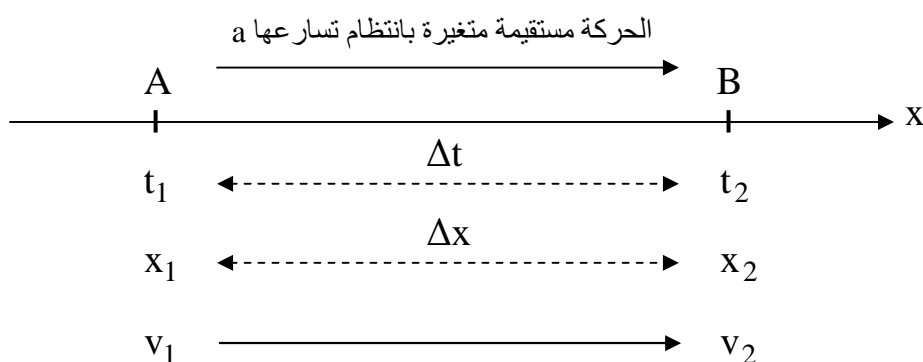 الحركة مستقيمة متغيرة بانتظام تسارعها a
A B
x
Δt
t₁ t₂
Δx
x₁ x₂
v₁ v₂